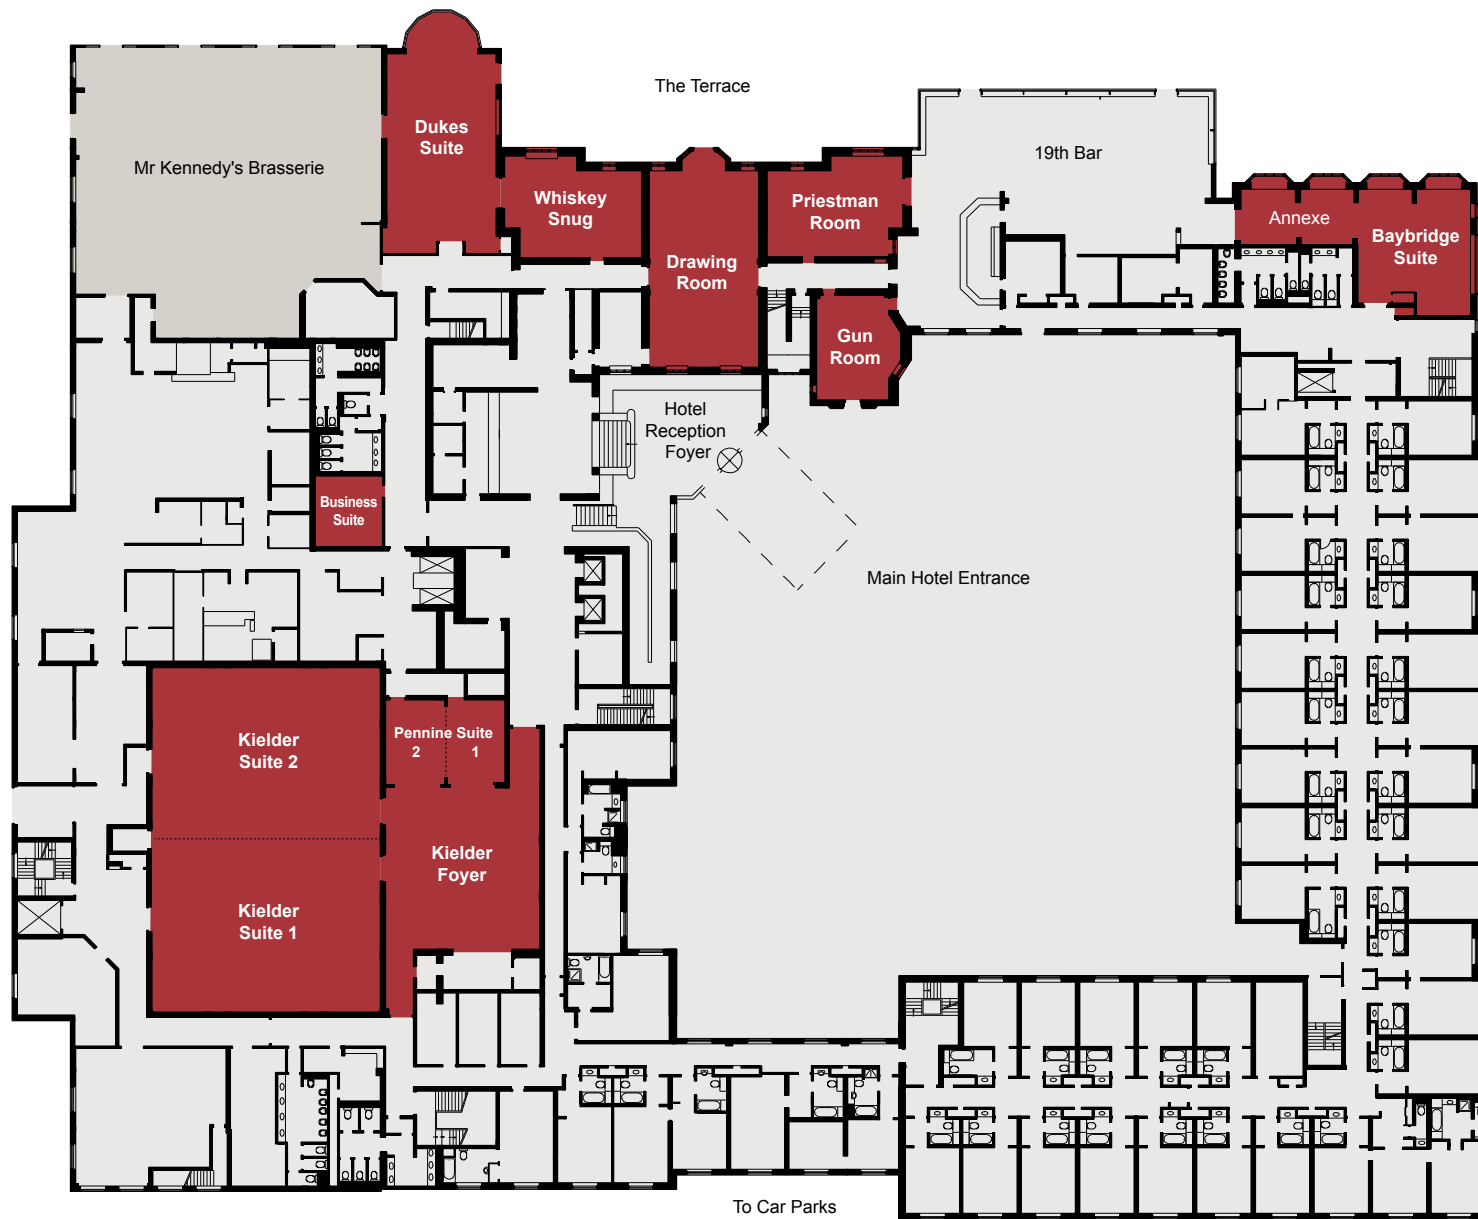 The Terrace
Dukes
Suite
19th Bar
Mr Kennedy's Brasserie
Whiskey
Snug
Priestman
Room
Annexe
Baybridge
Suite
Drawing
Room
Gun
Room
Hotel
Reception
Foyer
Business
Suite
Main Hotel Entrance
Kielder
Suite 2
Pennine Suite
2 1
Kielder
Foyer
Kielder
Suite 1
To Car Parks